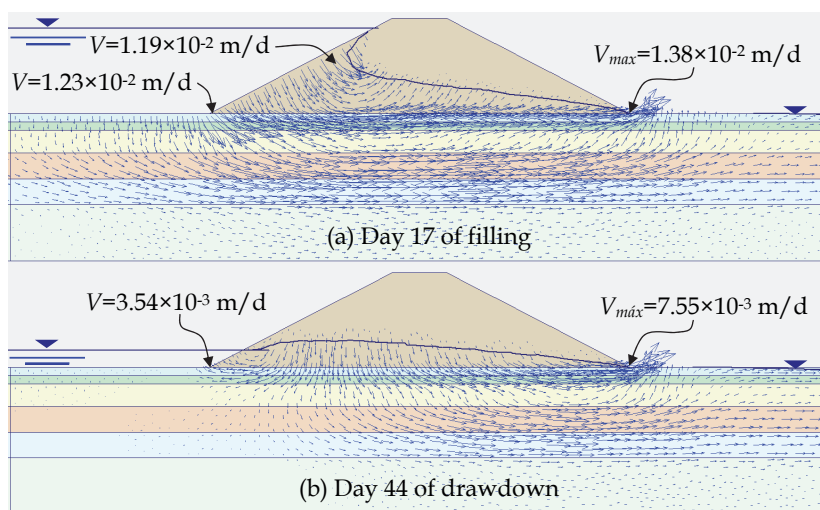 V=1.19×10⁻² m/d
V=1.23×10⁻² m/d
Vmax=1.38×10⁻² m/d
(a) Day 17 of filling
V=3.54×10⁻³ m/d
Vmáx=7.55×10⁻³ m/d
(b) Day 44 of drawdown